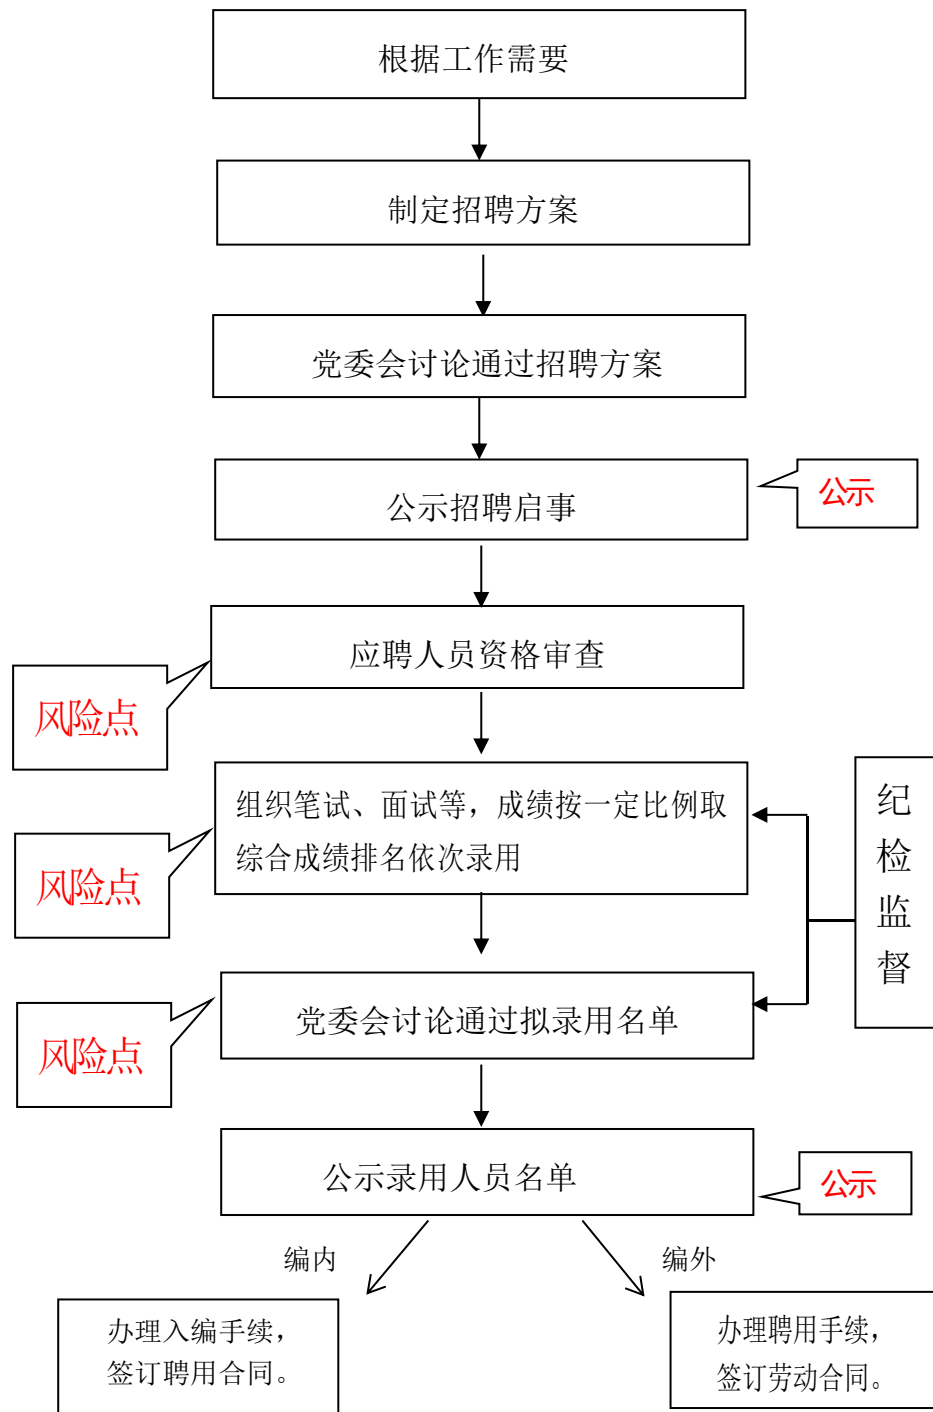 根据工作需要
制定招聘方案
党委会讨论通过招聘方案
公示招聘启事
公示
应聘人员资格审查
风险点
组织笔试、面试等，成绩按一定比例取
综合成绩排名依次录用
风险点
纪
检
监
督
党委会讨论通过拟录用名单
风险点
公示录用人员名单
公示
编内
编外
办理入编手续，
签订聘用合同。
办理聘用手续，
签订劳动合同。